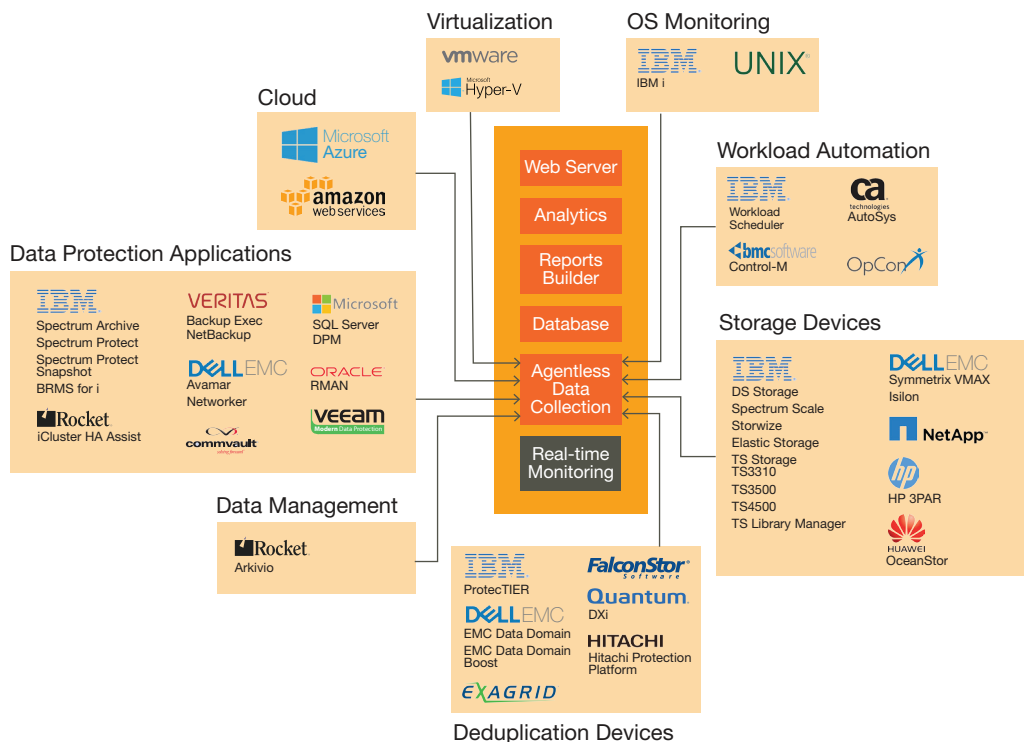 Virtualization
vmware
Microsoft
Hyper-V
OS Monitoring
IBM
IBM i
UNIX
Cloud
Microsoft
Azure
amazon
web services
Web Server
Analytics
Reports
Builder
Database
Agentless
Data
Collection
Real-time
Monitoring
Workload Automation
IBM
Workload
Scheduler
ca
technologies
AutoSys
bmcsoftware
Control-M
OpCon
Data Protection Applications
IBM
Spectrum Archive
Spectrum Protect
Spectrum Protect
Snapshot
BRMS for i
Rocket
iCluster HA Assist
VERITAS
Backup Exec
NetBackup
DELLEMC
Avamar
Networker
commvault
Microsoft
SQL Server
DPM
ORACLE
RMAN
veeAM
Modern Data Protection
Storage Devices
IBM
DS Storage
Spectrum Scale
Storwize
Elastic Storage
TS Storage
TS3310
TS3500
TS4500
TS Library Manager
DELLEMC
Symmetrix VMAX
Isilon
NetApp
hp
HP 3PAR
HUAWEI
OceanStor
Data Management
Rocket
Arkivio
IBM
ProtecTIER
DELLEMC
EMC Data Domain
EMC Data Domain
Boost
EXAGRID
FalconStor
Software
Quantum
DXi
HITACHI
Hitachi Protection
Platform
Deduplication Devices